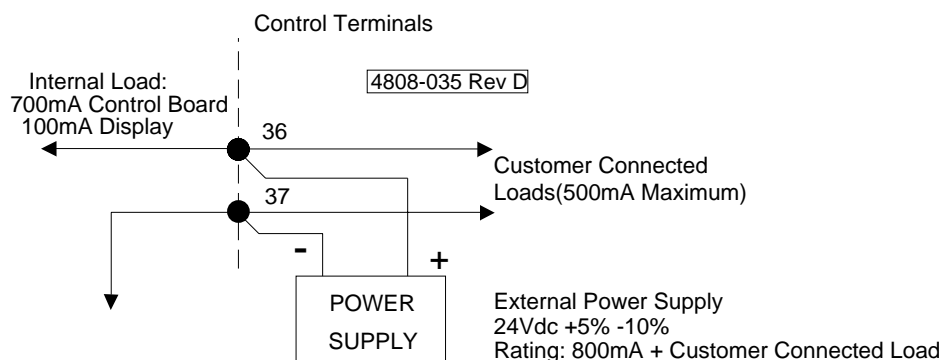 Control Terminals
Internal Load:
700mA Control Board
100mA Display
4808-035 Rev D
36
Customer Connected
Loads(500mA Maximum)
37
-
+
POWER
SUPPLY
External Power Supply
24Vdc +5% -10%
Rating: 800mA + Customer Connected Load